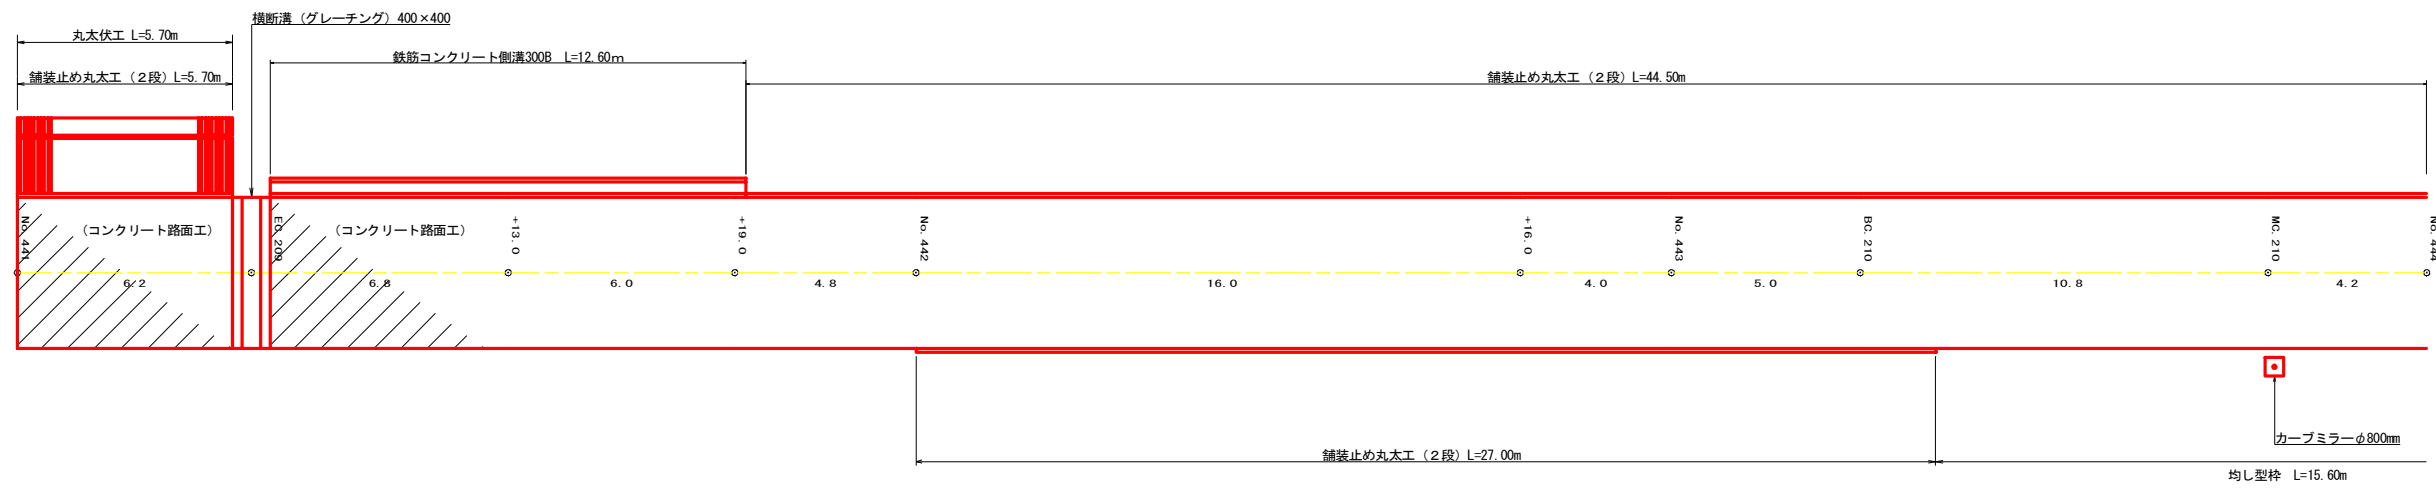 横断溝（グレーチング）400×400
丸太伏工 L=5.70m
鉄筋コンクリート側溝300B L=12.60m
舗装止め丸太工（２段）L=5.70m
舗装止め丸太工（２段）L=44.50m
No. 441
（コンクリート路面工）
EC. 209
（コンクリート路面工）
+13.0
+19.0
No. 442
+16.0
No. 443
BC. 210
MC. 210
No. 444
6.2
6.8
6.0
4.8
16.0
4.0
5.0
10.8
4.2
カーブミラーφ800mm
舗装止め丸太工（２段）L=27.00m
均し型枠 L=15.60m